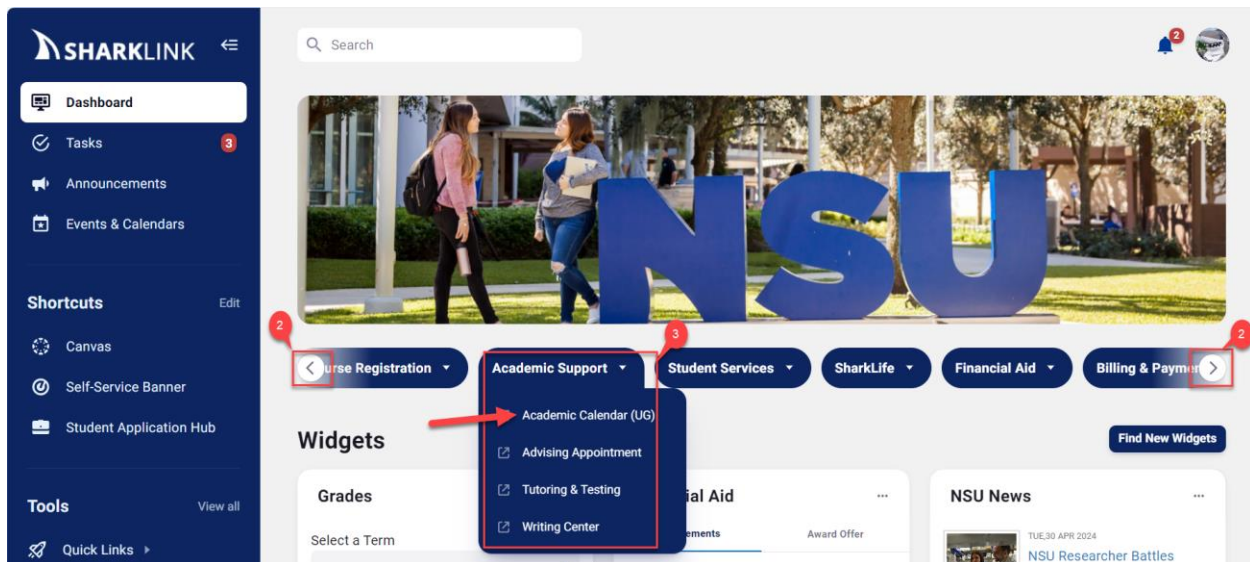 SHARKLINK
Search
2
Dashboard
Tasks
3
Announcements
Events & Calendars
NSU
Shortcuts
Edit
Canvas
Self-Service Banner
Student Application Hub
Tools
View all
Quick Links
2
3
2
urse Registration
Academic Support
Student Services
SharkLife
Financial Aid
Billing & Paymen
Academic Calendar (UG)
Advising Appointment
Tutoring & Testing
Writing Center
Widgets
Find New Widgets
Grades
Select a Term
ial Aid
ements
Award Offer
NSU News
TUE,30 APR 2024
NSU Researcher Battles